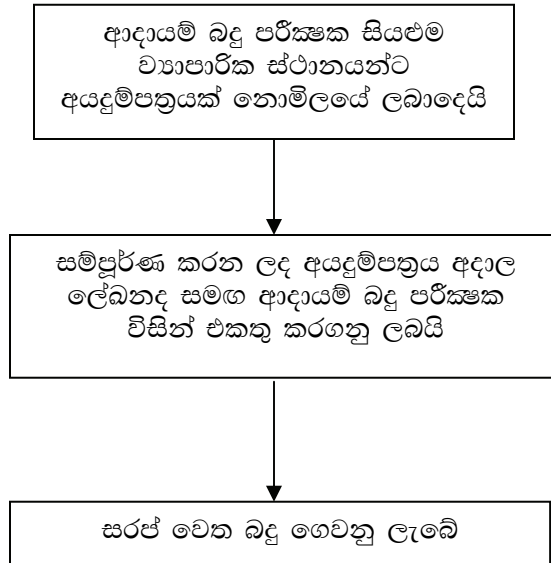 ආදායම් බදු පරීක්‍ෂක සියළුම
ව්‍යාපාරික ස්ථානයන්ට
අයදුම්පත්‍රයක් නොමිලයේ ලබාදෙයි
සම්පූර්ණ කරන ලද අයදුම්පත්‍රය අදාල
ලේඛනද සමඟ ආදායම් බදු පරීක්‍ෂක
විසින් එකතු කරගනු ලබයි
සරප් වෙත බදු ගෙවනු ලැබේ